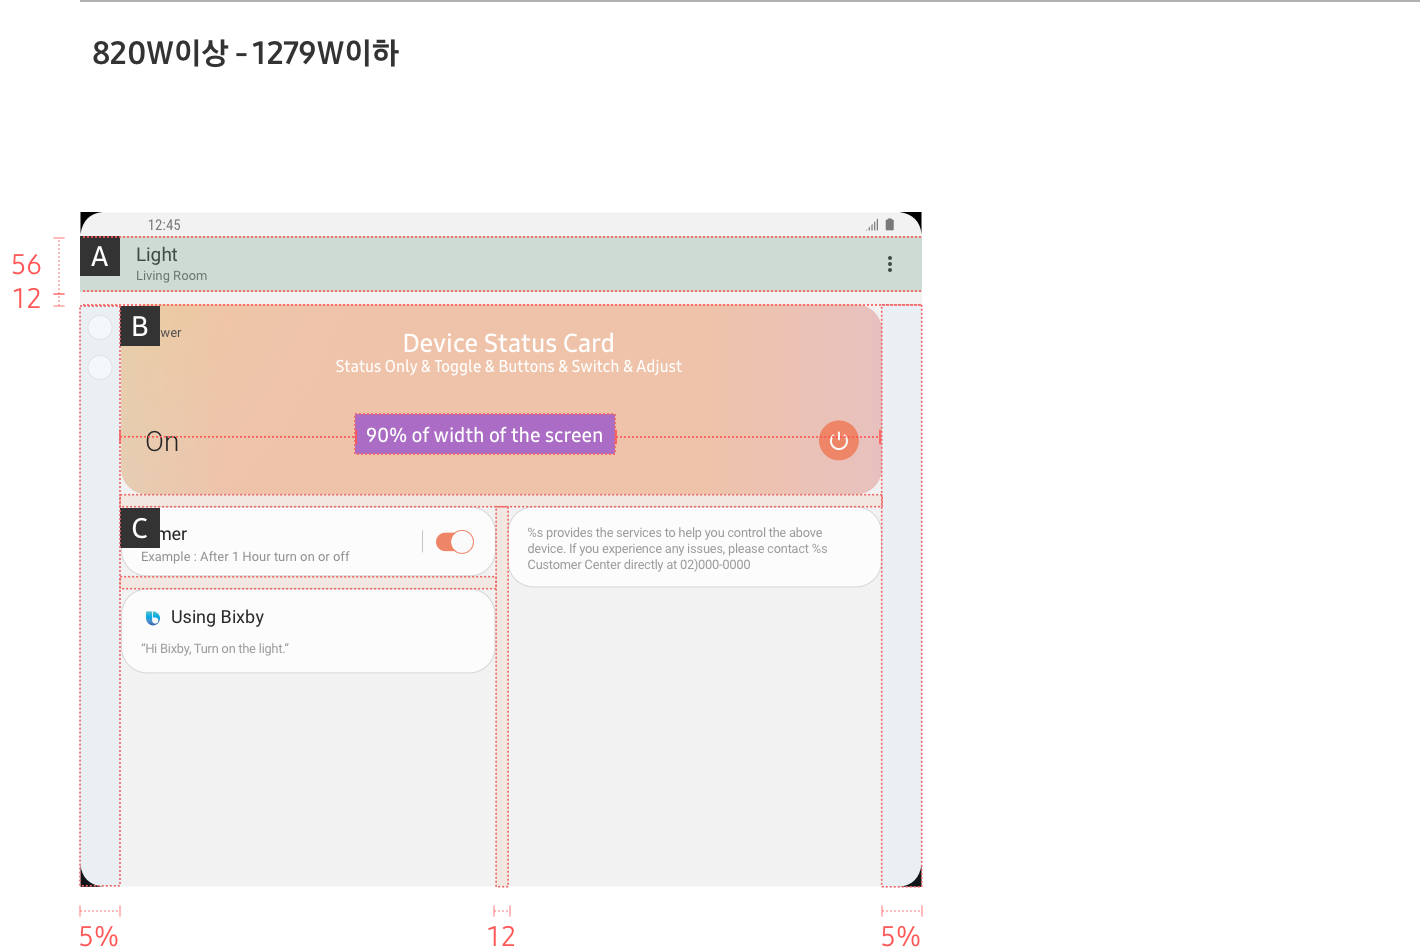 820W이상 - 1279W이하
12:45
56
A
Light
Living Room
12
B
wer
Device Status Card
Status Only & Toggle & Buttons & Switch & Adjust
90% of width of the screen
On
C
mer
Example : After 1 Hour turn on or off
%s provides the services to help you control the above
device. If you experience any issues, please contact %s
Customer Center directly at 02)000-0000
Using Bixby
“Hi Bixby, Turn on the light.”
5%
12
5%